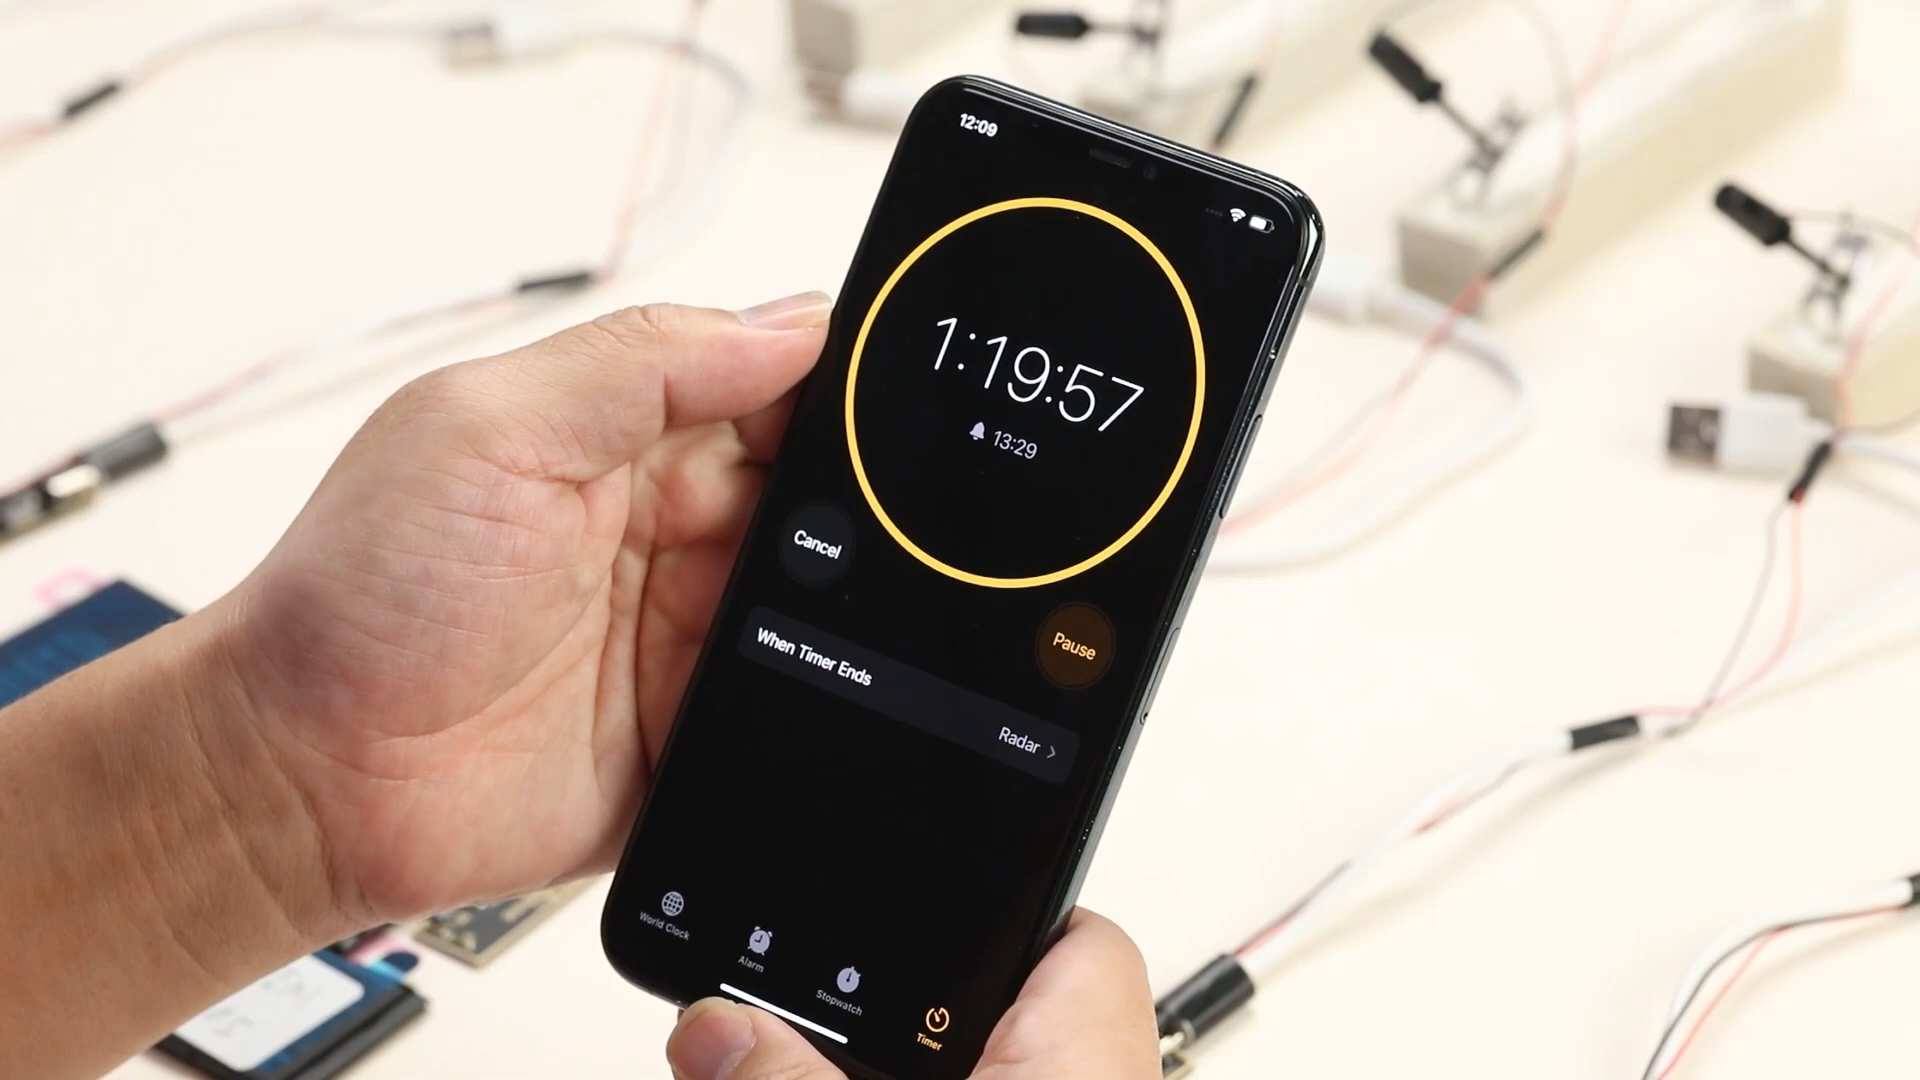 12:09
1:19:57
13:29
Cancel
Pause
When Timer Ends
Radar
World Clock
Alarm
Stopwatch
Timer